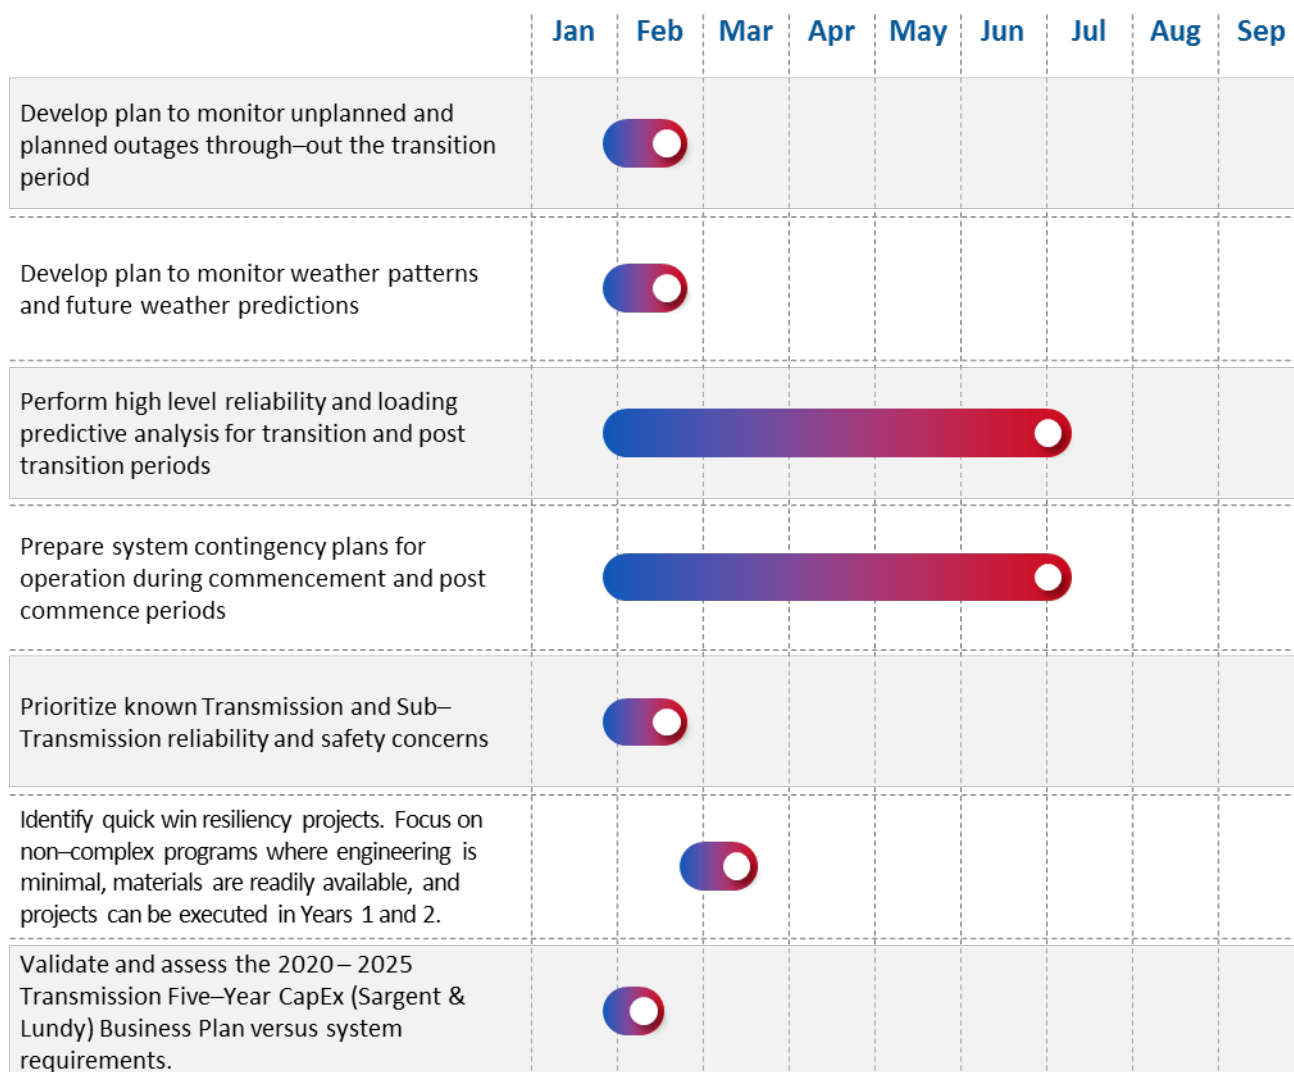 Jan Feb Mar Apr May Jun Jul Aug Sep
Develop plan to monitor unplanned and
planned outages through–out the transition
period
Develop plan to monitor weather patterns
and future weather predictions
Perform high level reliability and loading
predictive analysis for transition and post
transition periods
Prepare system contingency plans for
operation during commencement and post
commence periods
Prioritize known Transmission and Sub–
Transmission reliability and safety concerns
Identify quick win resiliency projects. Focus on
non–complex programs where engineering is
minimal, materials are readily available, and
projects can be executed in Years 1 and 2.
Validate and assess the 2020 – 2025
Transmission Five–Year CapEx (Sargent &
Lundy) Business Plan versus system
requirements.